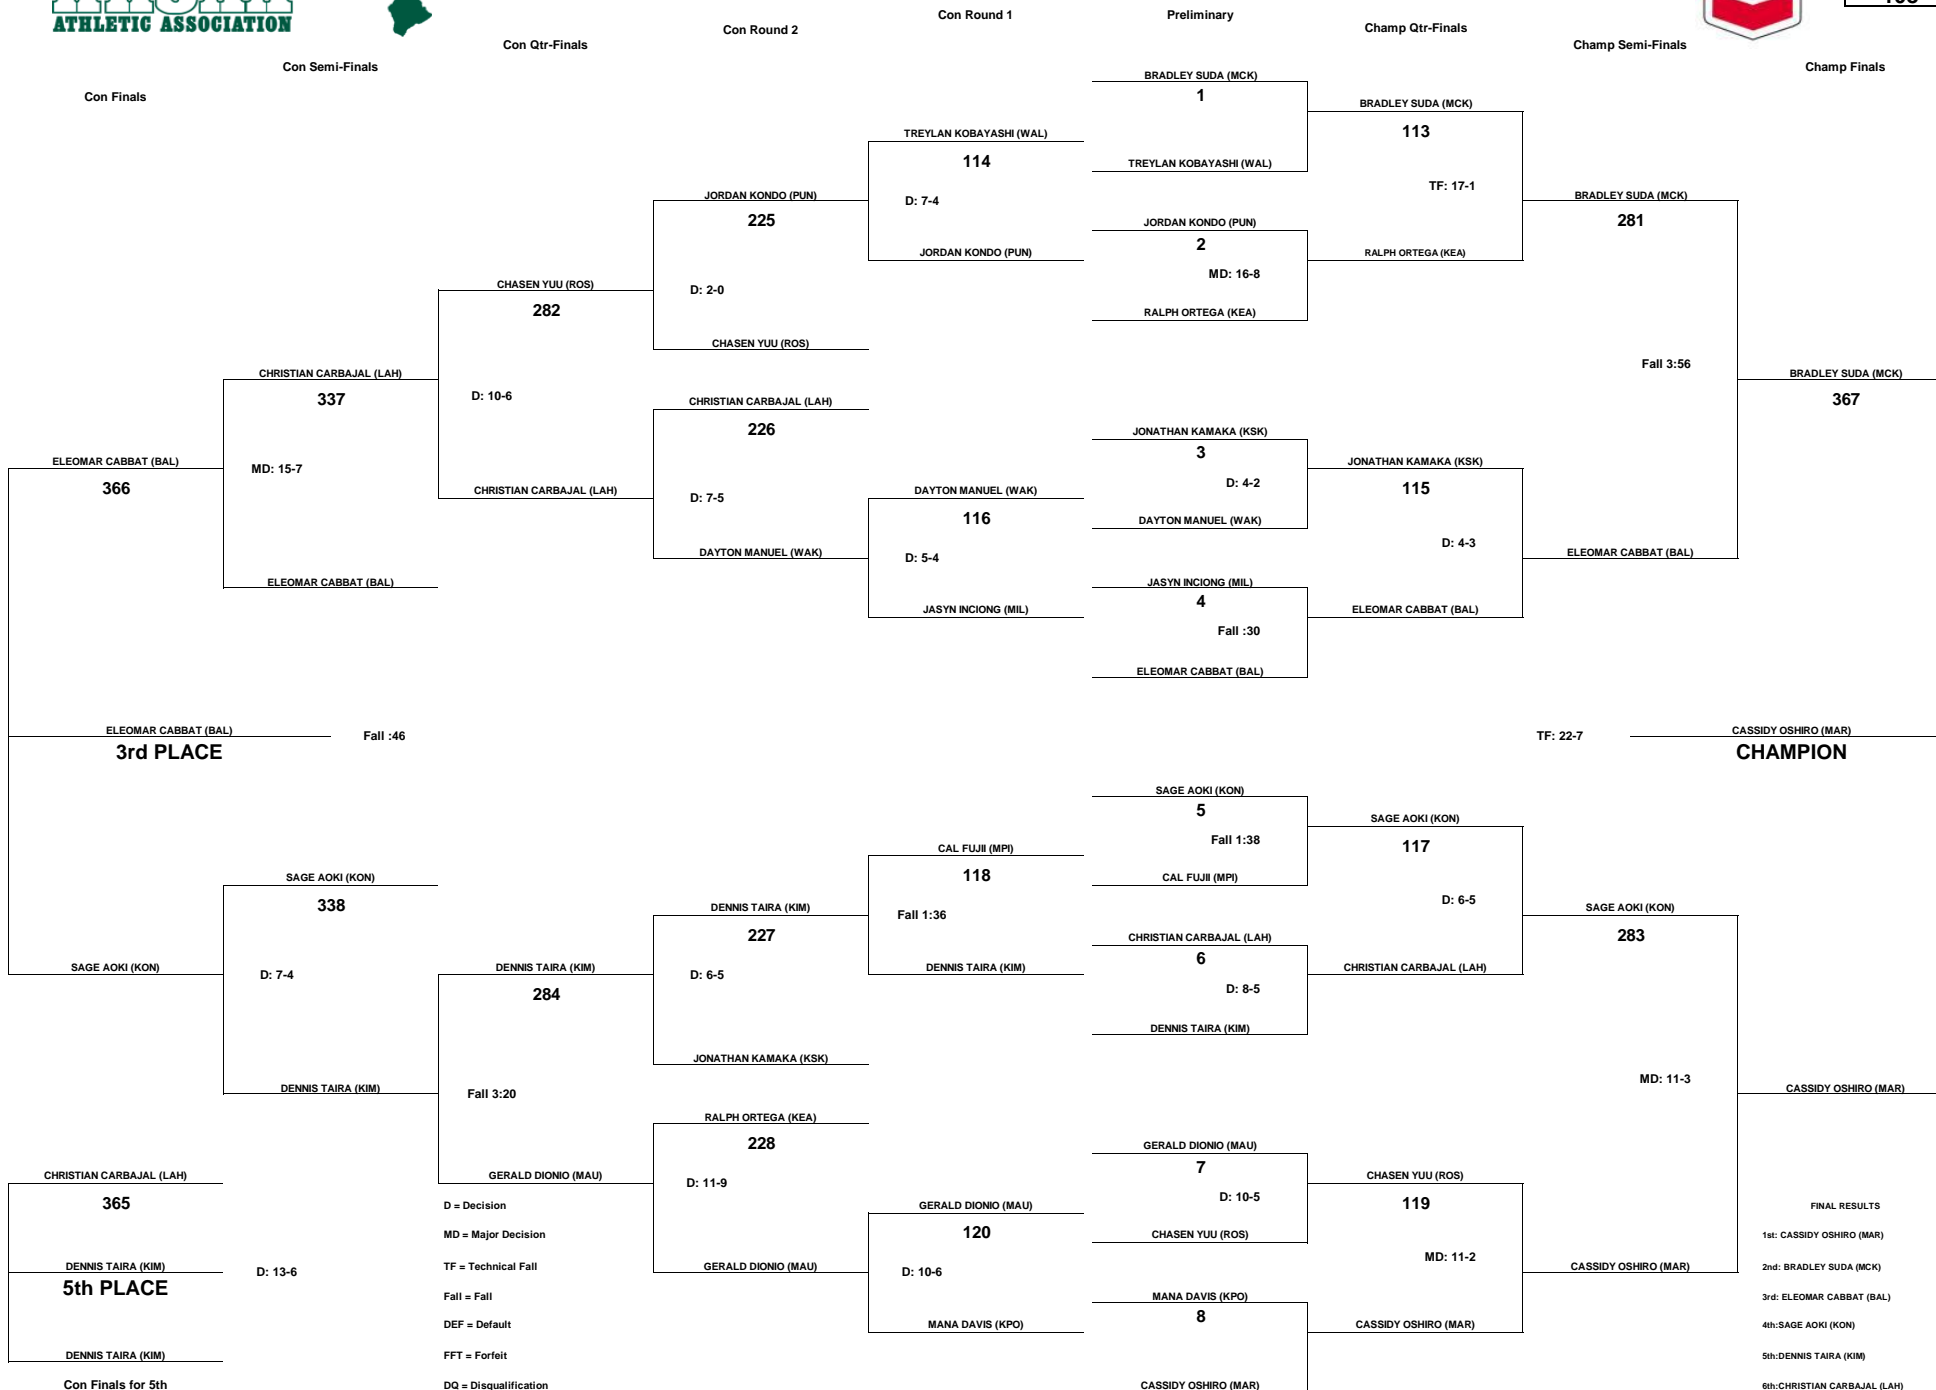 ATHLETIC ASSOCIATION
Con Finals
Con Semi-Finals
Con Qtr-Finals
Con Round 2
Con Round 1
Preliminary
Champ Qtr-Finals
Champ Semi-Finals
Champ Finals
BRADLEY SUDA (MCK)
1
TREYLAN KOBAYASHI (WAL)
JORDAN KONDO (PUN)
2
MD: 16-8
RALPH ORTEGA (KEA)
JONATHAN KAMAKA (KSK)
3
D: 4-2
DAYTON MANUEL (WAK)
JASYN INCIONG (MIL)
4
Fall :30
ELEOMAR CABBAT (BAL)
SAGE AOKI (KON)
5
Fall 1:38
CAL FUJII (MPI)
CHRISTIAN CARBAJAL (LAH)
6
D: 8-5
DENNIS TAIRA (KIM)
GERALD DIONIO (MAU)
7
D: 10-5
CHASEN YUU (ROS)
MANA DAVIS (KPO)
8
CASSIDY OSHIRO (MAR)
BRADLEY SUDA (MCK)
113
TF: 17-1
RALPH ORTEGA (KEA)
JONATHAN KAMAKA (KSK)
115
D: 4-3
ELEOMAR CABBAT (BAL)
SAGE AOKI (KON)
117
D: 6-5
CHRISTIAN CARBAJAL (LAH)
CHASEN YUU (ROS)
119
MD: 11-2
CASSIDY OSHIRO (MAR)
BRADLEY SUDA (MCK)
281
Fall 3:56
ELEOMAR CABBAT (BAL)
SAGE AOKI (KON)
283
MD: 11-3
CASSIDY OSHIRO (MAR)
BRADLEY SUDA (MCK)
367
TF: 22-7
CASSIDY OSHIRO (MAR)
CHAMPION
CASSIDY OSHIRO (MAR)
TREYLAN KOBAYASHI (WAL)
114
D: 7-4
JORDAN KONDO (PUN)
DAYTON MANUEL (WAK)
116
D: 5-4
JASYN INCIONG (MIL)
CAL FUJII (MPI)
118
Fall 1:36
DENNIS TAIRA (KIM)
GERALD DIONIO (MAU)
120
D: 10-6
MANA DAVIS (KPO)
JORDAN KONDO (PUN)
225
D: 2-0
CHASEN YUU (ROS)
CHRISTIAN CARBAJAL (LAH)
226
D: 7-5
DAYTON MANUEL (WAK)
DENNIS TAIRA (KIM)
227
D: 6-5
JONATHAN KAMAKA (KSK)
RALPH ORTEGA (KEA)
228
D: 11-9
GERALD DIONIO (MAU)
CHASEN YUU (ROS)
282
D: 10-6
CHRISTIAN CARBAJAL (LAH)
DENNIS TAIRA (KIM)
284
Fall 3:20
GERALD DIONIO (MAU)
CHRISTIAN CARBAJAL (LAH)
337
MD: 15-7
ELEOMAR CABBAT (BAL)
SAGE AOKI (KON)
338
D: 7-4
DENNIS TAIRA (KIM)
ELEOMAR CABBAT (BAL)
366
ELEOMAR CABBAT (BAL)
Fall :46
3rd PLACE
SAGE AOKI (KON)
CHRISTIAN CARBAJAL (LAH)
365
DENNIS TAIRA (KIM)
D: 13-6
5th PLACE
DENNIS TAIRA (KIM)
Con Finals for 5th
D = Decision
MD = Major Decision
TF = Technical Fall
Fall = Fall
DEF = Default
FFT = Forfeit
DQ = Disqualification
FINAL RESULTS
1st: CASSIDY OSHIRO (MAR)
2nd: BRADLEY SUDA (MCK)
3rd: ELEOMAR CABBAT (BAL)
4th:SAGE AOKI (KON)
5th:DENNIS TAIRA (KIM)
6th:CHRISTIAN CARBAJAL (LAH)